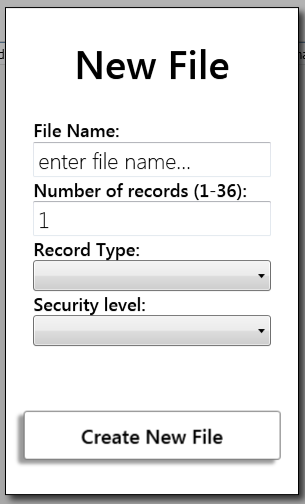 New File
File Name:
enter file name...
Number of records (1-36):
1
Record Type:
Security level:
Create New File